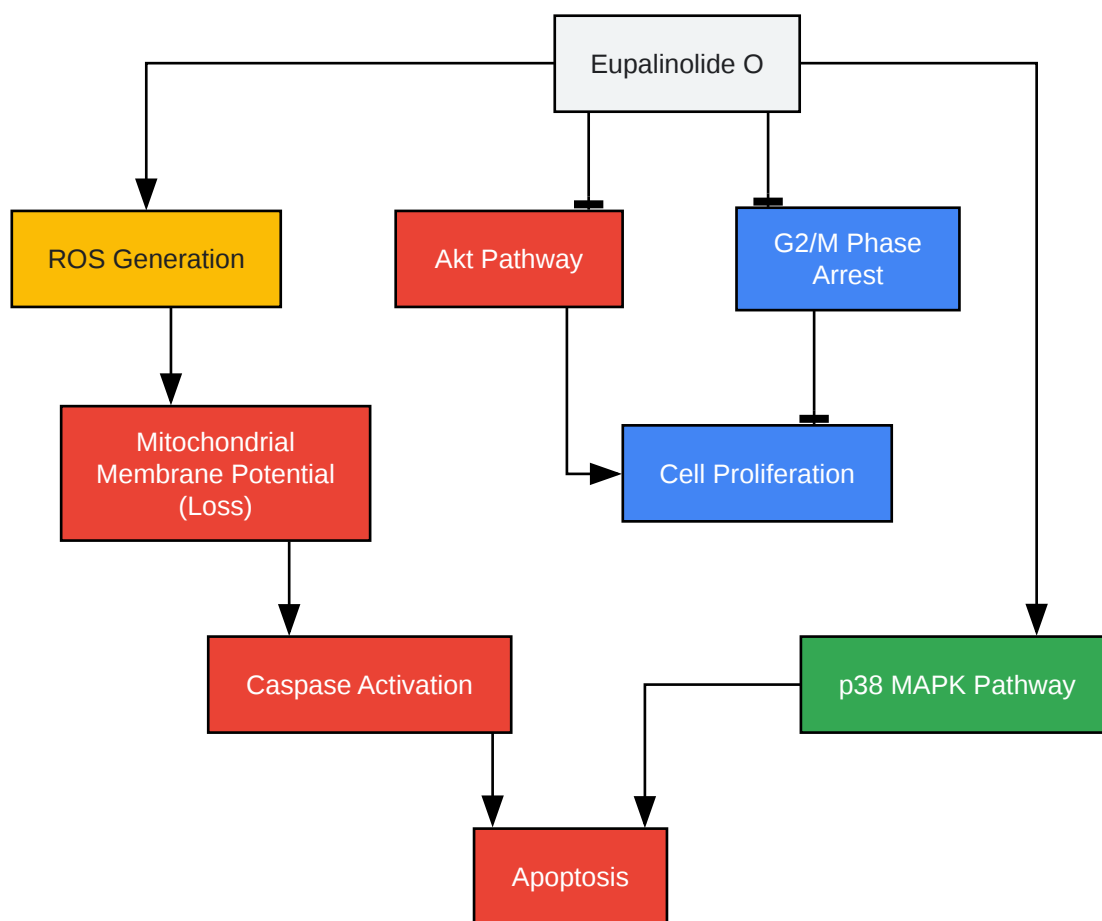 Eupalinolide O
ROS Generation
Akt Pathway
G2/M Phase
Arrest
Mitochondrial
Membrane Potential
(Loss)
Cell Proliferation
Caspase Activation
p38 MAPK Pathway
Apoptosis